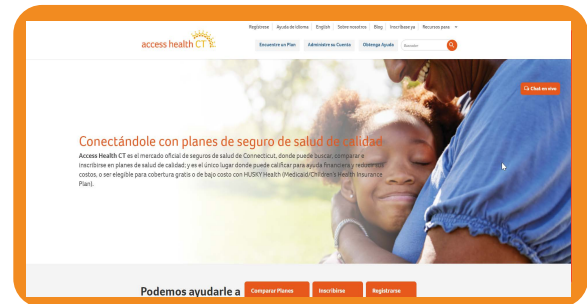 Regístrese Ayuda de Idioma English Sobre nosotros Blog Inscríbase ya Recursos para
access health CT
Encuentre un Plan Administre su Cuenta Obtenga Ayuda
Chat en vivo
Conectándole con planes de seguro de salud de calidad
Access Health CT es el mercado oficial de seguros de salud de Connecticut, donde puede buscar, comparar e
inscribirse en planes de salud de calidad; y es el único lugar donde puede calificar para ayuda financiera y reducir sus
costos, o ser elegible para cobertura gratis o de bajo costo con HUSKY Health (Medicaid/Children's Health Insurance
Plan).
Podemos ayudarle a Comparar Planes Inscribirse Registrarse